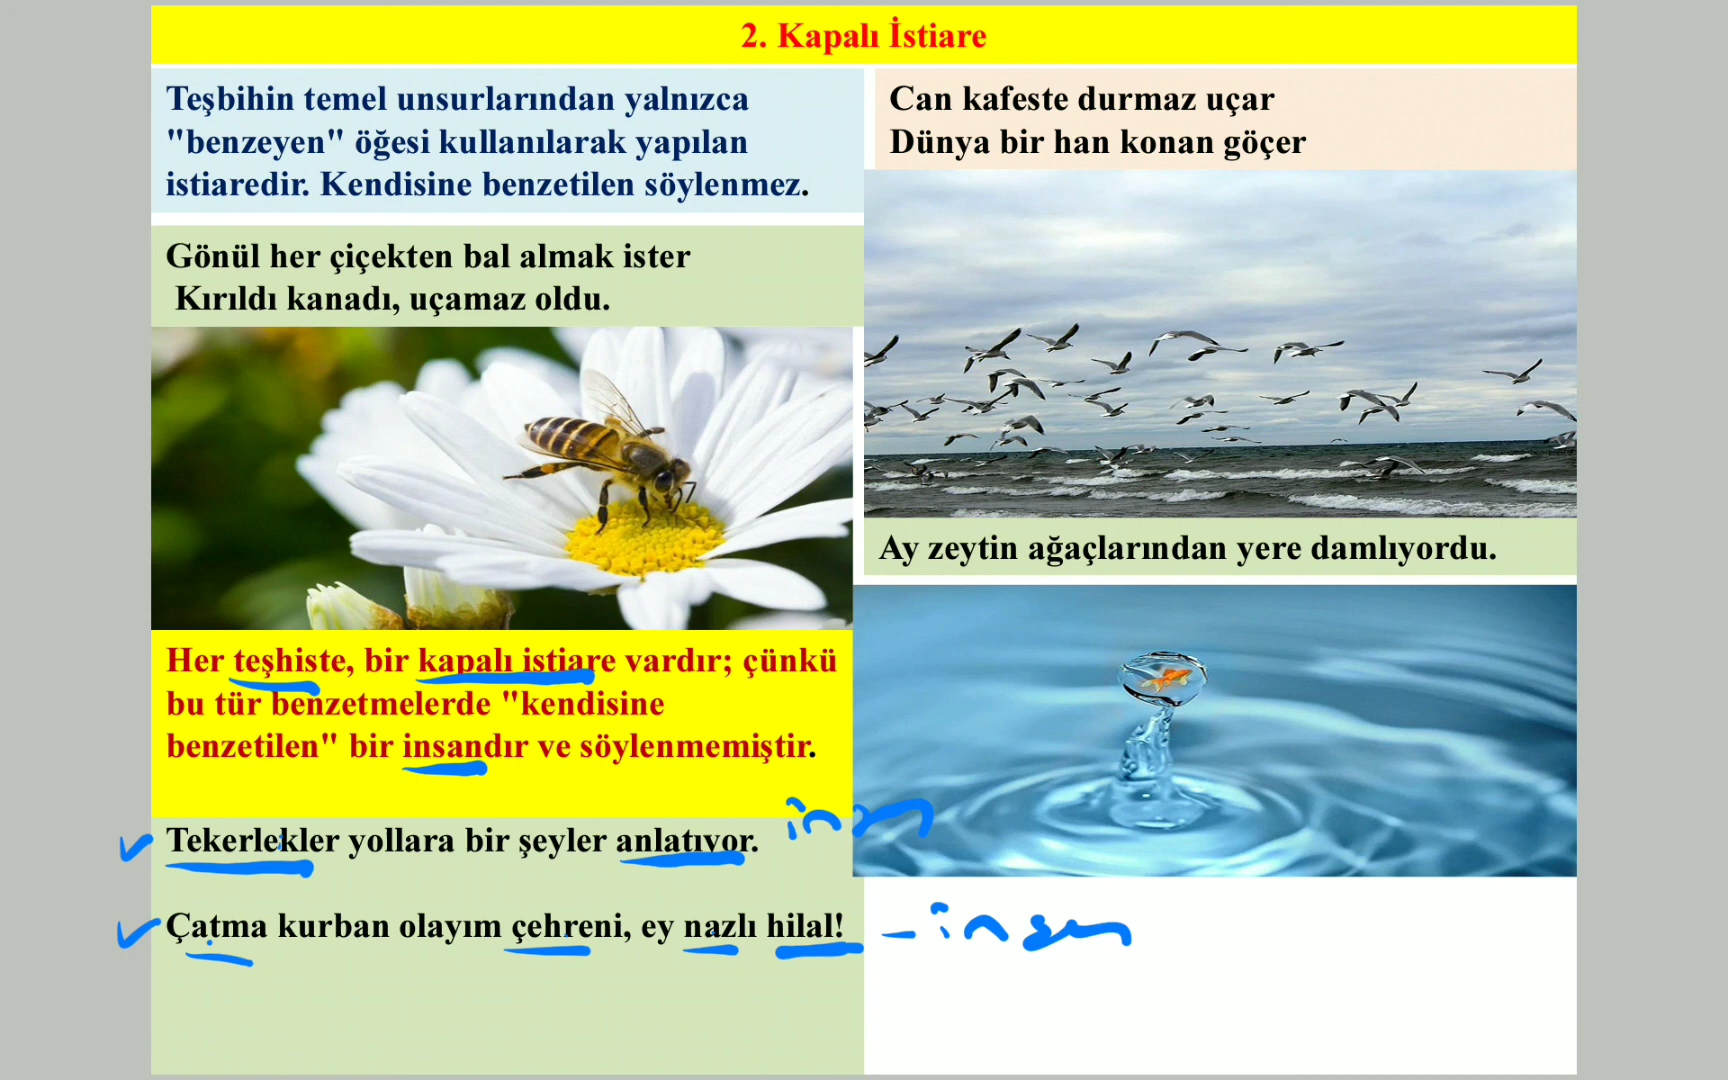 2. Kapalı İstiare
Teşbihin temel unsurlarından yalnızca
"benzeyen" öğesi kullanılarak yapılan
istiaredir. Kendisine benzetilen söylenmez.
Gönül her çiçekten bal almak ister
Kırıldı kanadı, uçamaz oldu.
Her teşhiste, bir kapalı istiare vardır; çünkü
bu tür benzetmelerde "kendisine
benzetilen" bir insandır ve söylenmemiştir.
Tekerlekler yollara bir şeyler anlatıyor.
insan
Çatma kurban olayım çehreni, ey nazlı hilal!
- insan
Can kafeste durmaz uçar
Dünya bir han konan göçer
Ay zeytin ağaçlarından yere damlıyordu.